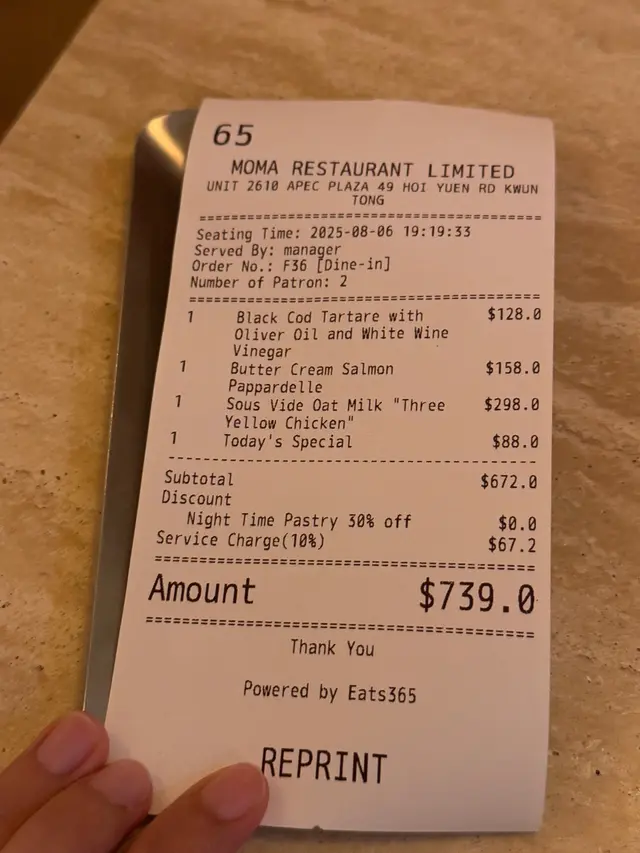 65
MOMA RESTAURANT LIMITED
UNIT 2610 APEC PLAZA 49 HOI YUEN RD KWUN
TONG
Seating Time: 2025-08-06 19:19:33
Served By: manager
Order No.: F36 [Dine-in]
Number of Patron: 2
1 Black Cod Tartare with $128.0
Oliver Oil and White Wine
Vinegar
1 Butter Cream Salmon $158.0
Pappardelle
1 Sous Vide Oat Milk "Three $298.0
Yellow Chicken"
1 Today's Special $88.0
Subtotal $672.0
Discount
Night Time Pastry 30% off $0.0
Service Charge(10%) $67.2
Amount $739.0
Thank You
Powered by Eats365
REPRINT